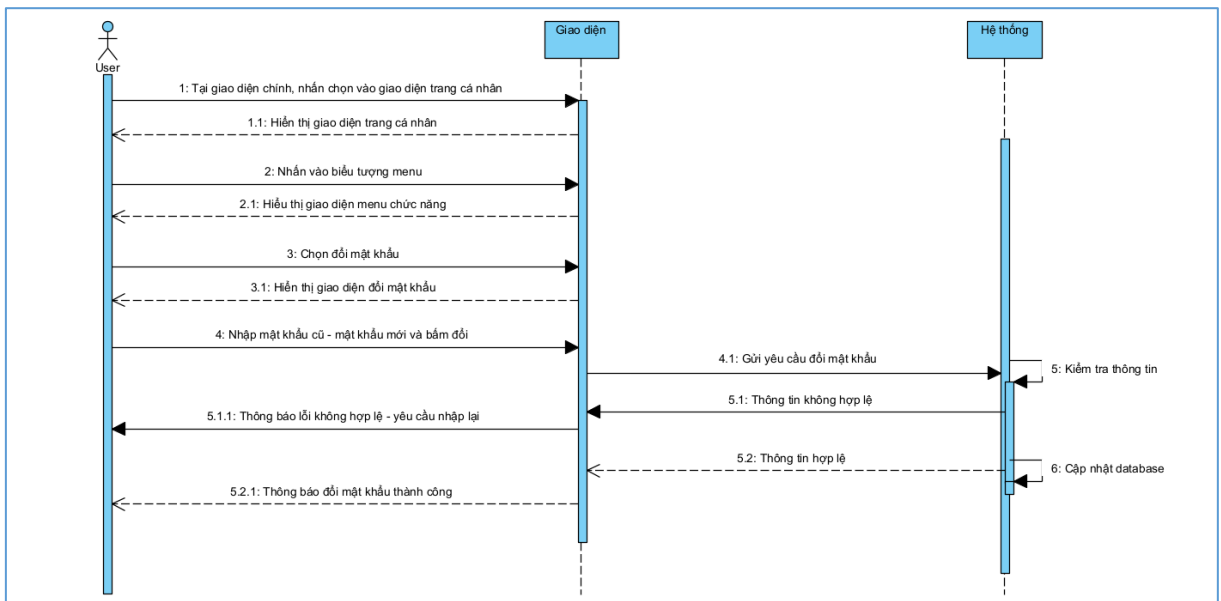 Giao diện
Hệ thống
User
1: Tại giao diện chính, nhấn chọn vào giao diện trang cá nhân
1.1: Hiển thị giao diện trang cá nhân
2: Nhấn vào biểu tượng menu
2.1: Hiểu thị giao diện menu chức năng
3: Chọn đổi mật khẩu
3.1: Hiển thị giao diện đổi mật khẩu
4: Nhập mật khẩu cũ - mật khẩu mới và bấm đổi
4.1: Gửi yêu cầu đổi mật khẩu
5: Kiểm tra thông tin
5.1: Thông tin không hợp lệ
5.1.1: Thông báo lỗi không hợp lệ - yêu cầu nhập lại
5.2: Thông tin hợp lệ
6: Cập nhật database
5.2.1: Thông báo đổi mật khẩu thành công